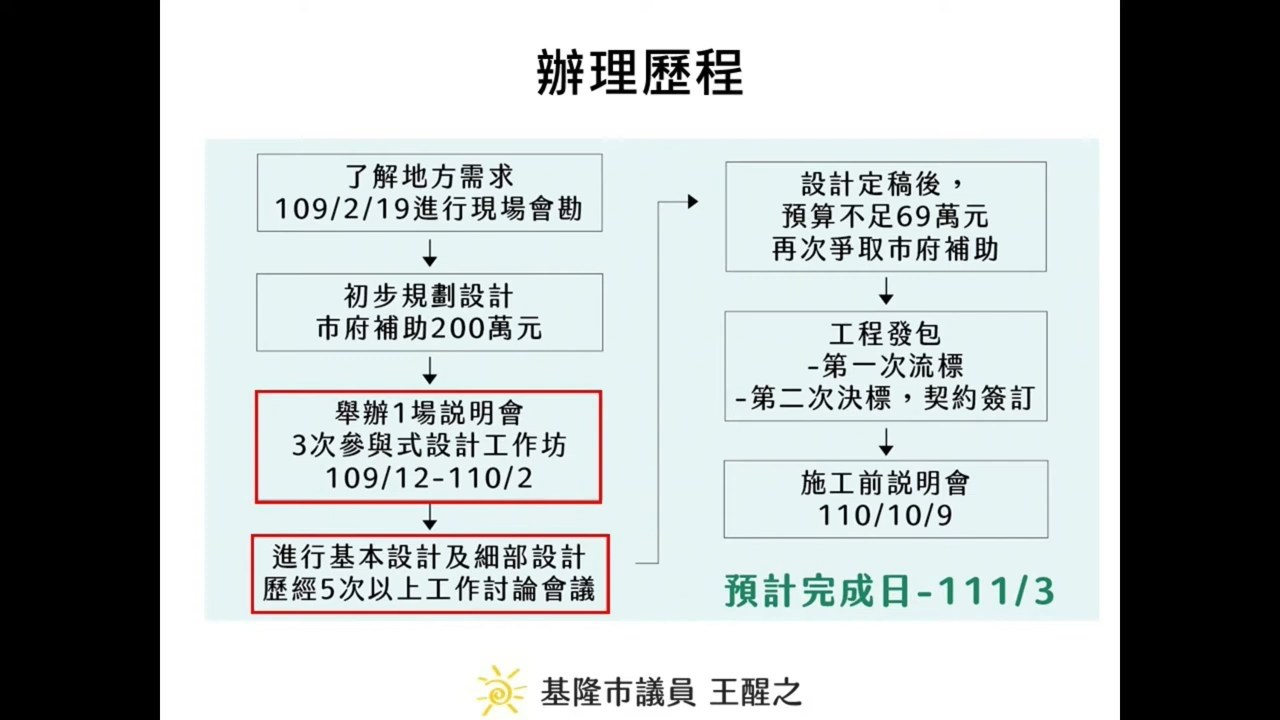 辦理歷程
了解地方需求
109/2/19進行現場會勘
初步規劃設計
市府補助200萬元
舉辦1場說明會
3次參與式設計工作坊
109/12-110/2
進行基本設計及細部設計
歷經5次以上工作討論會議
設計定稿後，
預算不足69萬元
再次爭取市府補助
工程發包
-第一次流標
-第二次決標，契約簽訂
施工前說明會
110/10/9
預計完成日-111/3
基隆市議員 王醒之